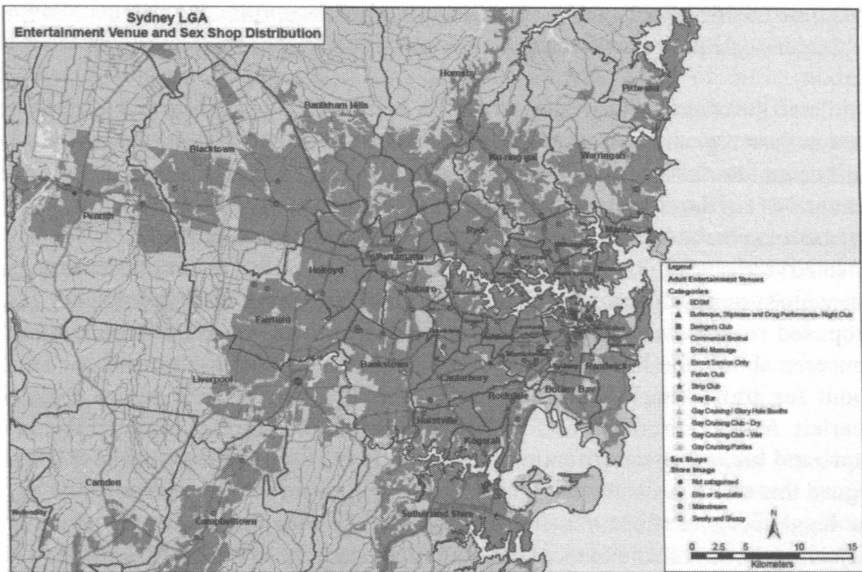 Sydney LGA
Entertainment Venue and Sex Shop Distribution
Hornsby
Pittwater
Baulkham Hills
Blacktown
Ku-ring-gai
Warringah
Penrith
Ryde
Manly
Parramatta
Holroyd
Auburn
Fairfield
Bankstown
Canterbury
Randwick
Liverpool
Botany Bay
Rockdale
Hurstville
Kogarah
Camden
Sutherland Shire
Campbelltown
Wollondilly
Legend
Adult Entertainment Venues
Categories
BDSM
Burlesque, Striptease and Drag Performance Night Club
Swingers Club
Commercial Brothel
Erotic Massage
Escort Service Only
Fetish Club
Strip Club
Gay Bar
Gay Cruising / Glory Hole Booths
Gay Cruising Club - Dry
Gay Cruising Club - Wet
Gay Cruising Parties
Sex Shops
Store Image
Not categorised
Elite or Specialist
Mainstream
N
0 2.5 5 10 15
Kilometers